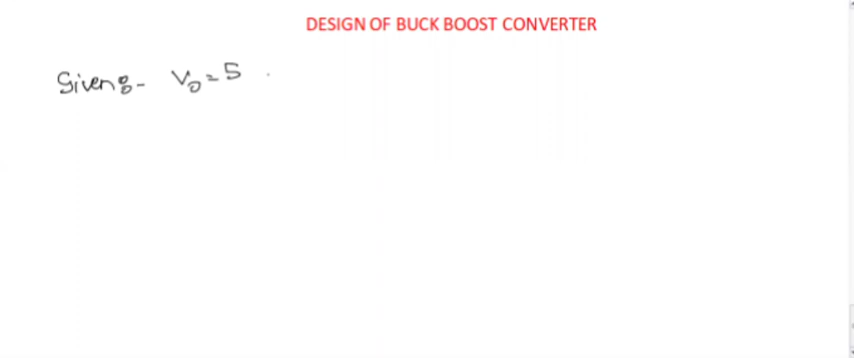 DESIGN OF BUCK BOOST CONVERTER
Given:- Vo = 5